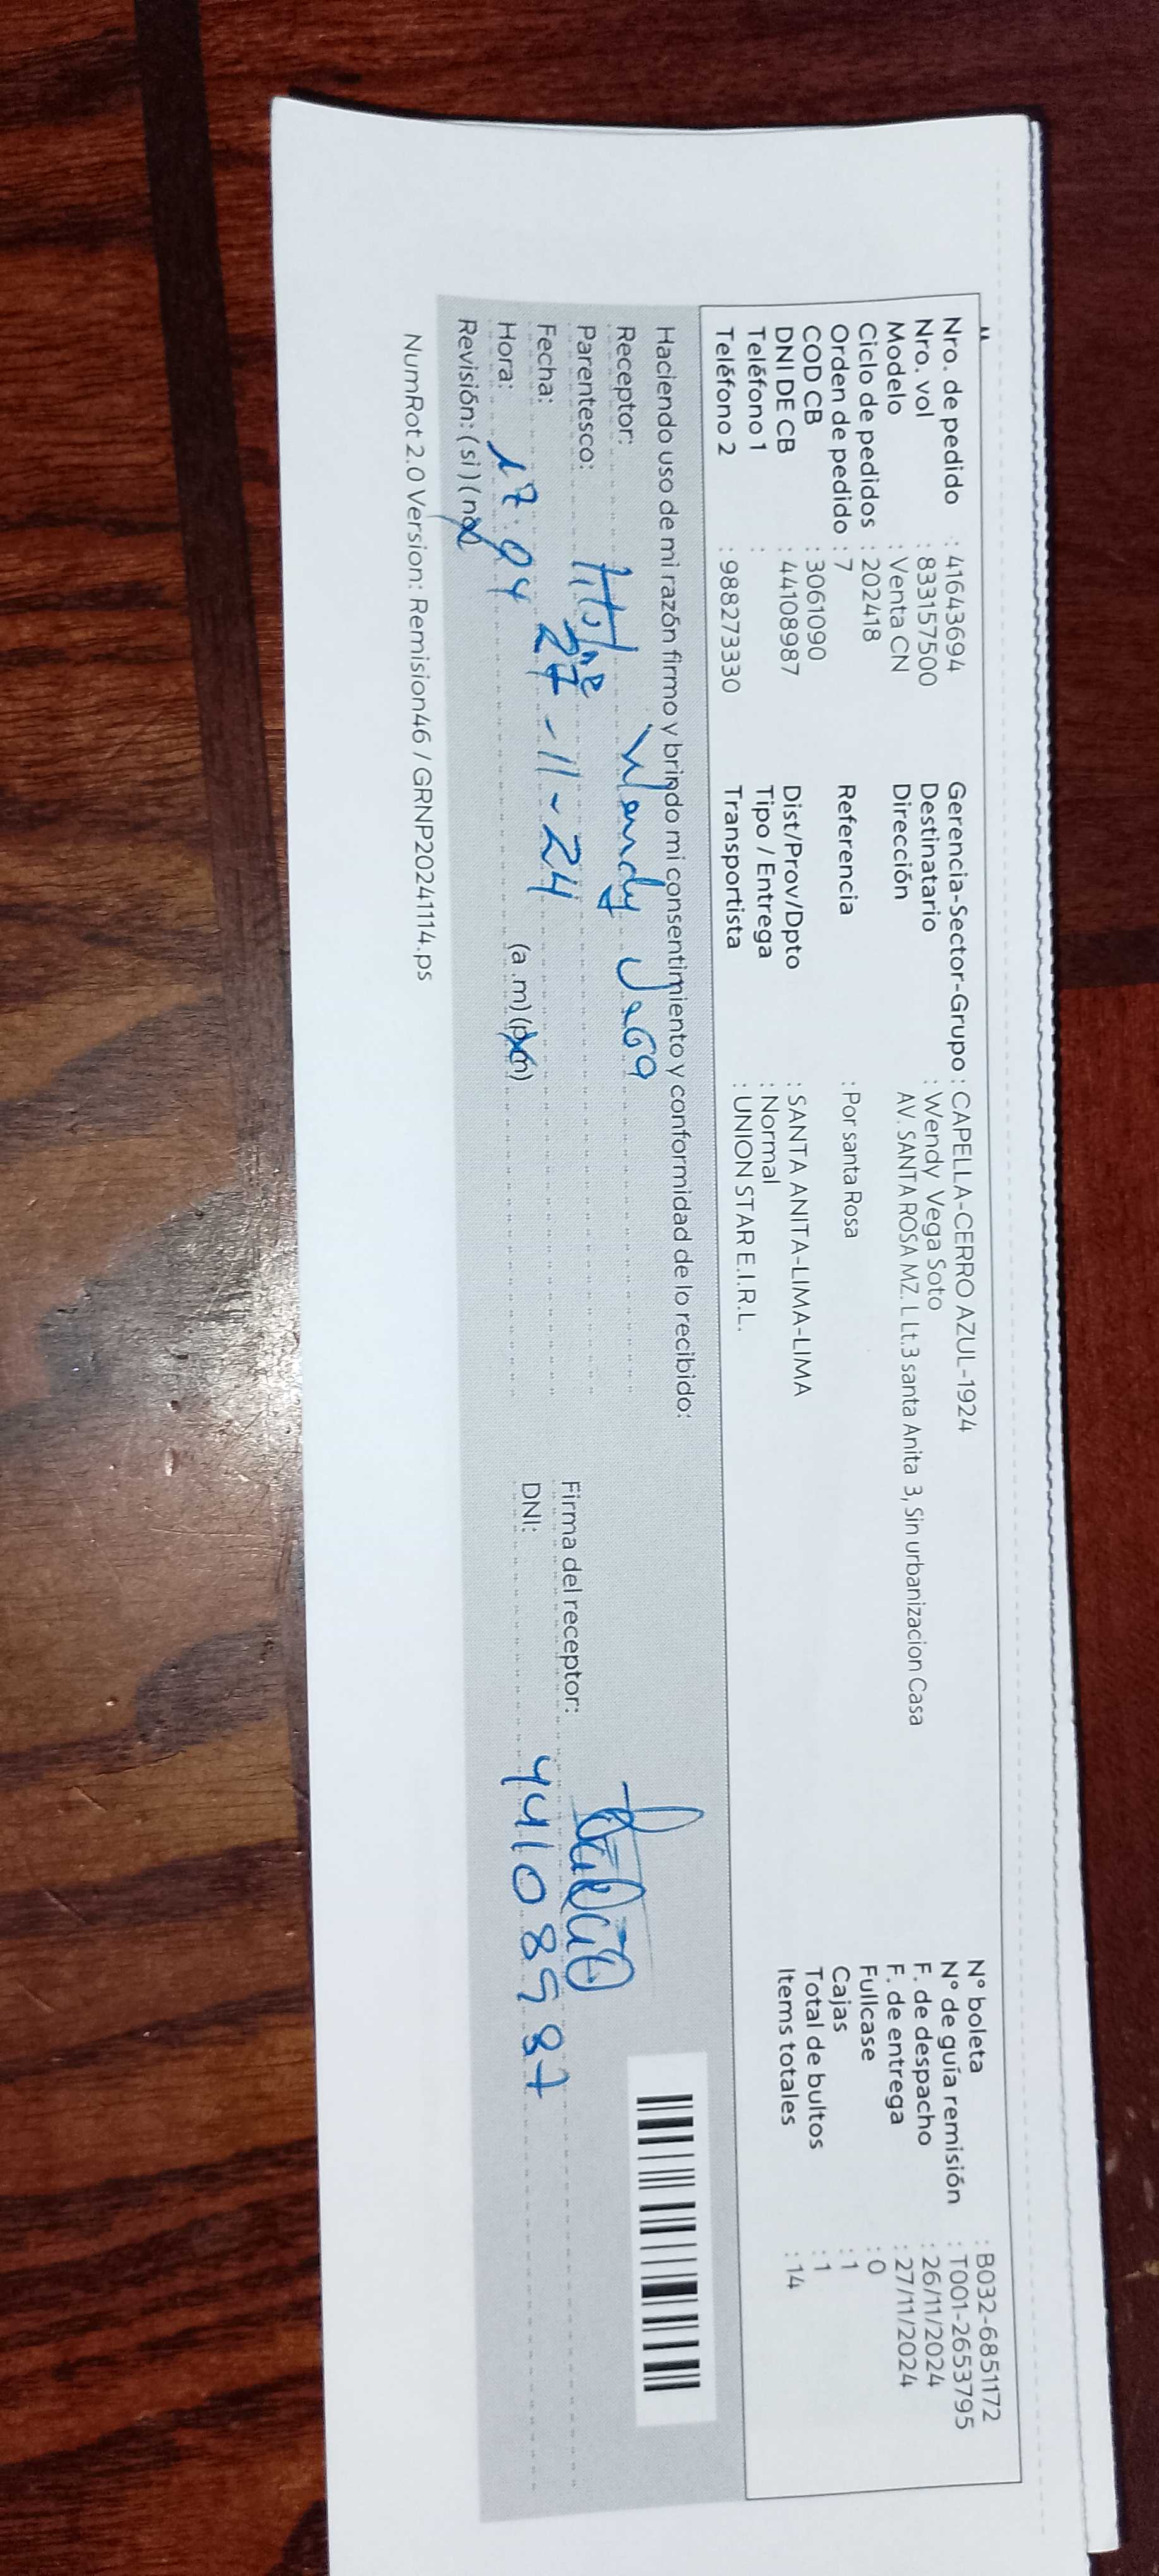 Nro. de pedido : 41643694
Nro. vol : 833157500
Modelo : Venta CN
Ciclo de pedidos : 202418
Orden de pedido : 7
COD CB : 3061090
DNI DE CB : 44108987
Teléfono 1 :
Teléfono 2 : 988273330
Gerencia-Sector-Grupo : CAPELLA-CERRO AZUL-1924
Destinatario : Wendy Vega Soto
Dirección AV. SANTA ROSA MZ. L Lt.3 santa Anita 3, Sin urbanizacion Casa
Referencia : Por santa Rosa
Dist/Prov/Dpto : SANTA ANITA-LIMA-LIMA
Tipo / Entrega : Normal
Transportista : UNION STAR E.I.R.L.
N° boleta : B032-6851172
N° de guía remisión : T001-2653795
F. de despacho : 26/11/2024
F. de entrega : 27/11/2024
Fullcase : 0
Cajas : 1
Total de bultos : 1
Items totales : 14
Haciendo uso de mi razón firmo y brindo mi consentimiento y conformidad de lo recibido:
Receptor: Wendy
Parentesco:
Fecha: 27-11-24
Hora: 17:04 (a .m) (p.m)
Revisión: (si) (no)
Firma del receptor:
DNI: 44108987
NumRot 2.0 Version: Remision46 / GRNP20241114.ps